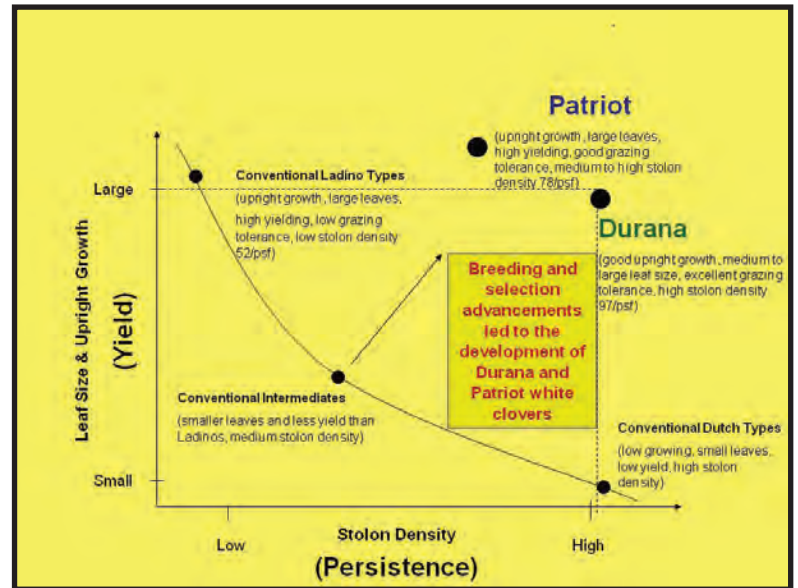 Patriot
(upright growth, large leaves,
high yielding, good grazing
tolerance, medium to high stolon
density 78/psf)
Conventional Ladino Types
(upright growth, large leaves,
high yielding, low grazing
tolerance, low stolon density
52/psf)
Large
Durana
(good upright growth, medium to
large leaf size, excellent grazing
tolerance, high stolon density
97/psf)
Breeding and
selection
advancements
led to the
development of
Durana and
Patriot white
clovers
Leaf Size & Upright Growth
(Yield)
Conventional Intermediates
(smaller leaves and less yield than
Ladinos, medium stolon density)
Conventional Dutch Types
(low growing, small leaves,
low yield, high stolon
density)
Small
Low
Stolon Density
High
(Persistence)